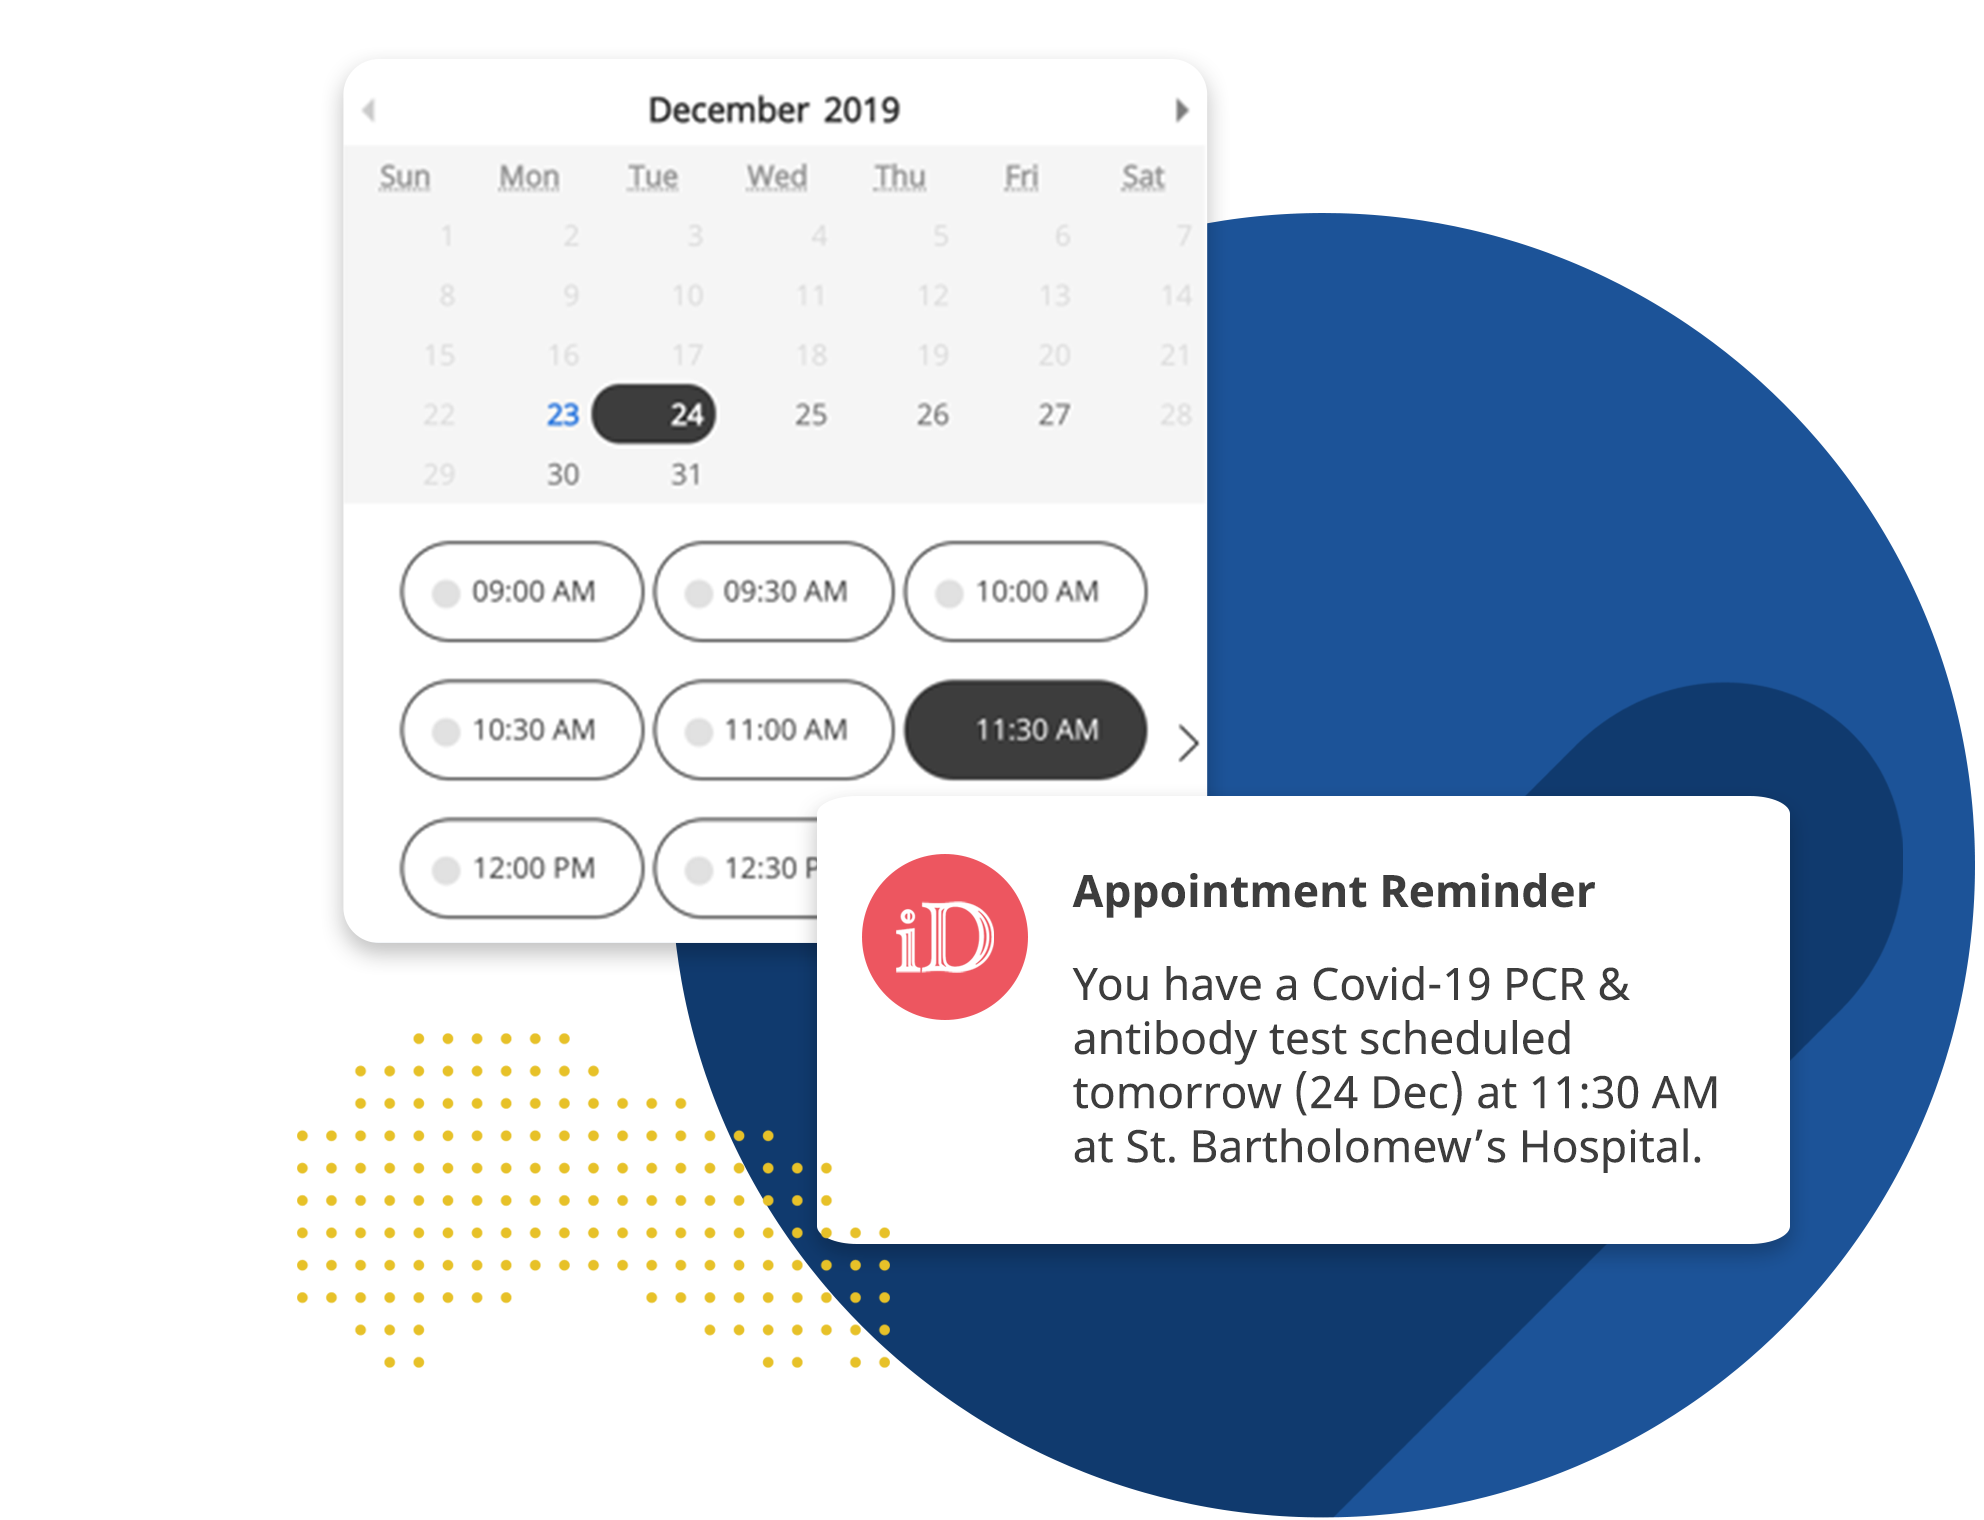 December 2019
Sun Mon Tue Wed Thu Fri Sat
1 2 3 4 5 6 7
8 9 10 11 12 13 14
15 16 17 18 19 20 21
22 23 24 25 26 27 28
29 30 31
09:00 AM 09:30 AM 10:00 AM
10:30 AM 11:00 AM 11:30 AM
12:00 PM 12:30 P
iD
Appointment Reminder
You have a Covid-19 PCR &
antibody test scheduled
tomorrow (24 Dec) at 11:30 AM
at St. Bartholomew’s Hospital.